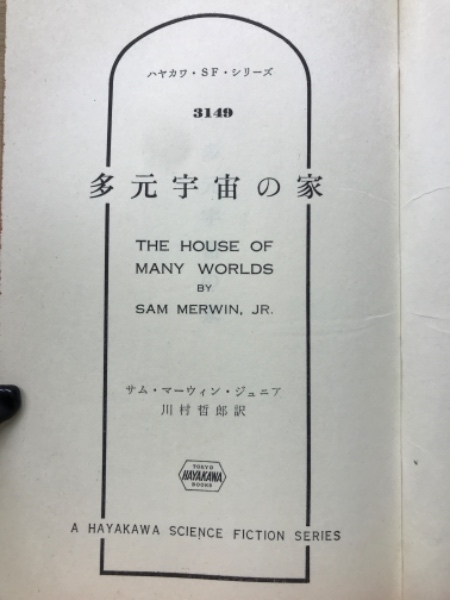 ハヤカワ・SF・シリーズ
3149
多元宇宙の家
THE HOUSE OF
MANY WORLDS
BY
SAM MERWIN, JR.
サム・マーウィン・ジュニア
川村哲郎訳
TOKYO
HAYAKAWA
BOOKS
A HAYAKAWA SCIENCE FICTION SERIES